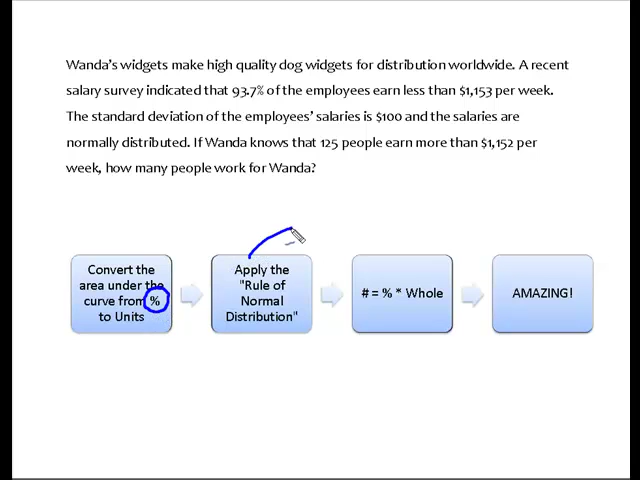 Wanda's widgets make high quality dog widgets for distribution worldwide. A recent
salary survey indicated that 93.7% of the employees earn less than $1,153 per week.
The standard deviation of the employees' salaries is $100 and the salaries are
normally distributed. If Wanda knows that 125 people earn more than $1,152 per
week, how many people work for Wanda?
Convert the
area under the
curve from %
to Units
Apply the
"Rule of
Normal
Distribution"
# = % * Whole
AMAZING!